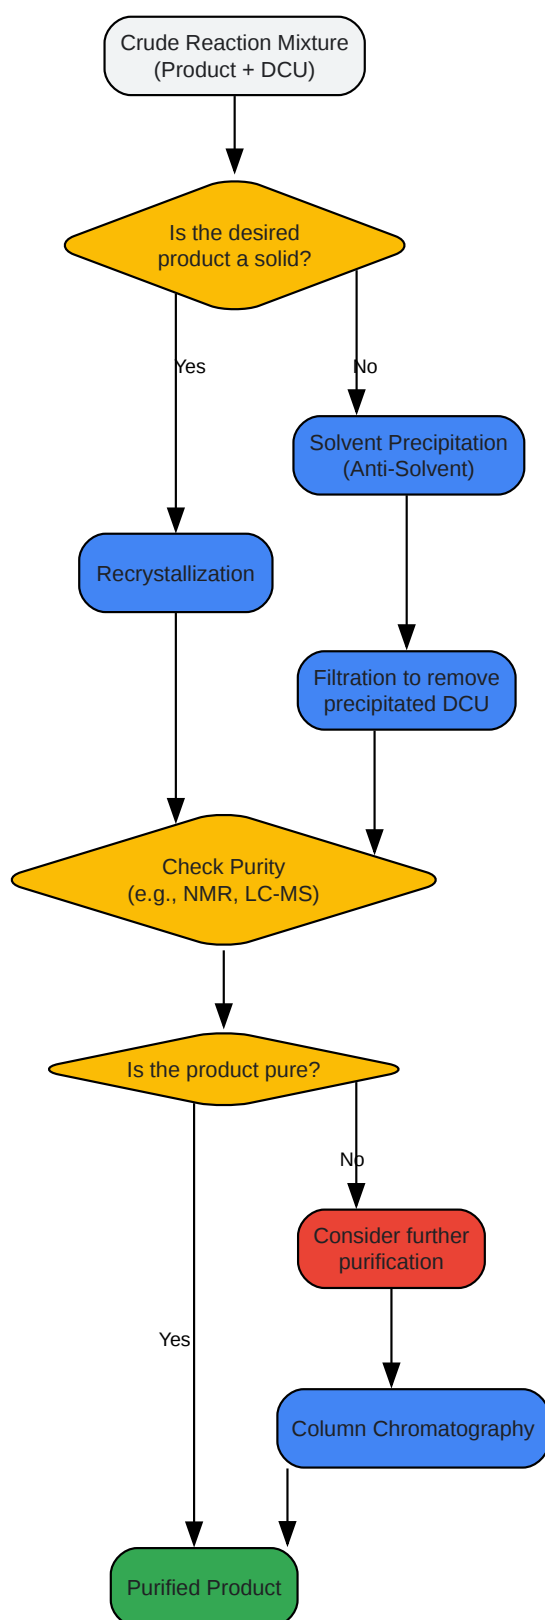 Crude Reaction Mixture
(Product + DCU)
Is the desired
product a solid?
Yes
No
Solvent Precipitation
(Anti-Solvent)
Recrystallization
Filtration to remove
precipitated DCU
Check Purity
(e.g., NMR, LC-MS)
Is the product pure?
No
Consider further
purification
Yes
Column Chromatography
Purified Product